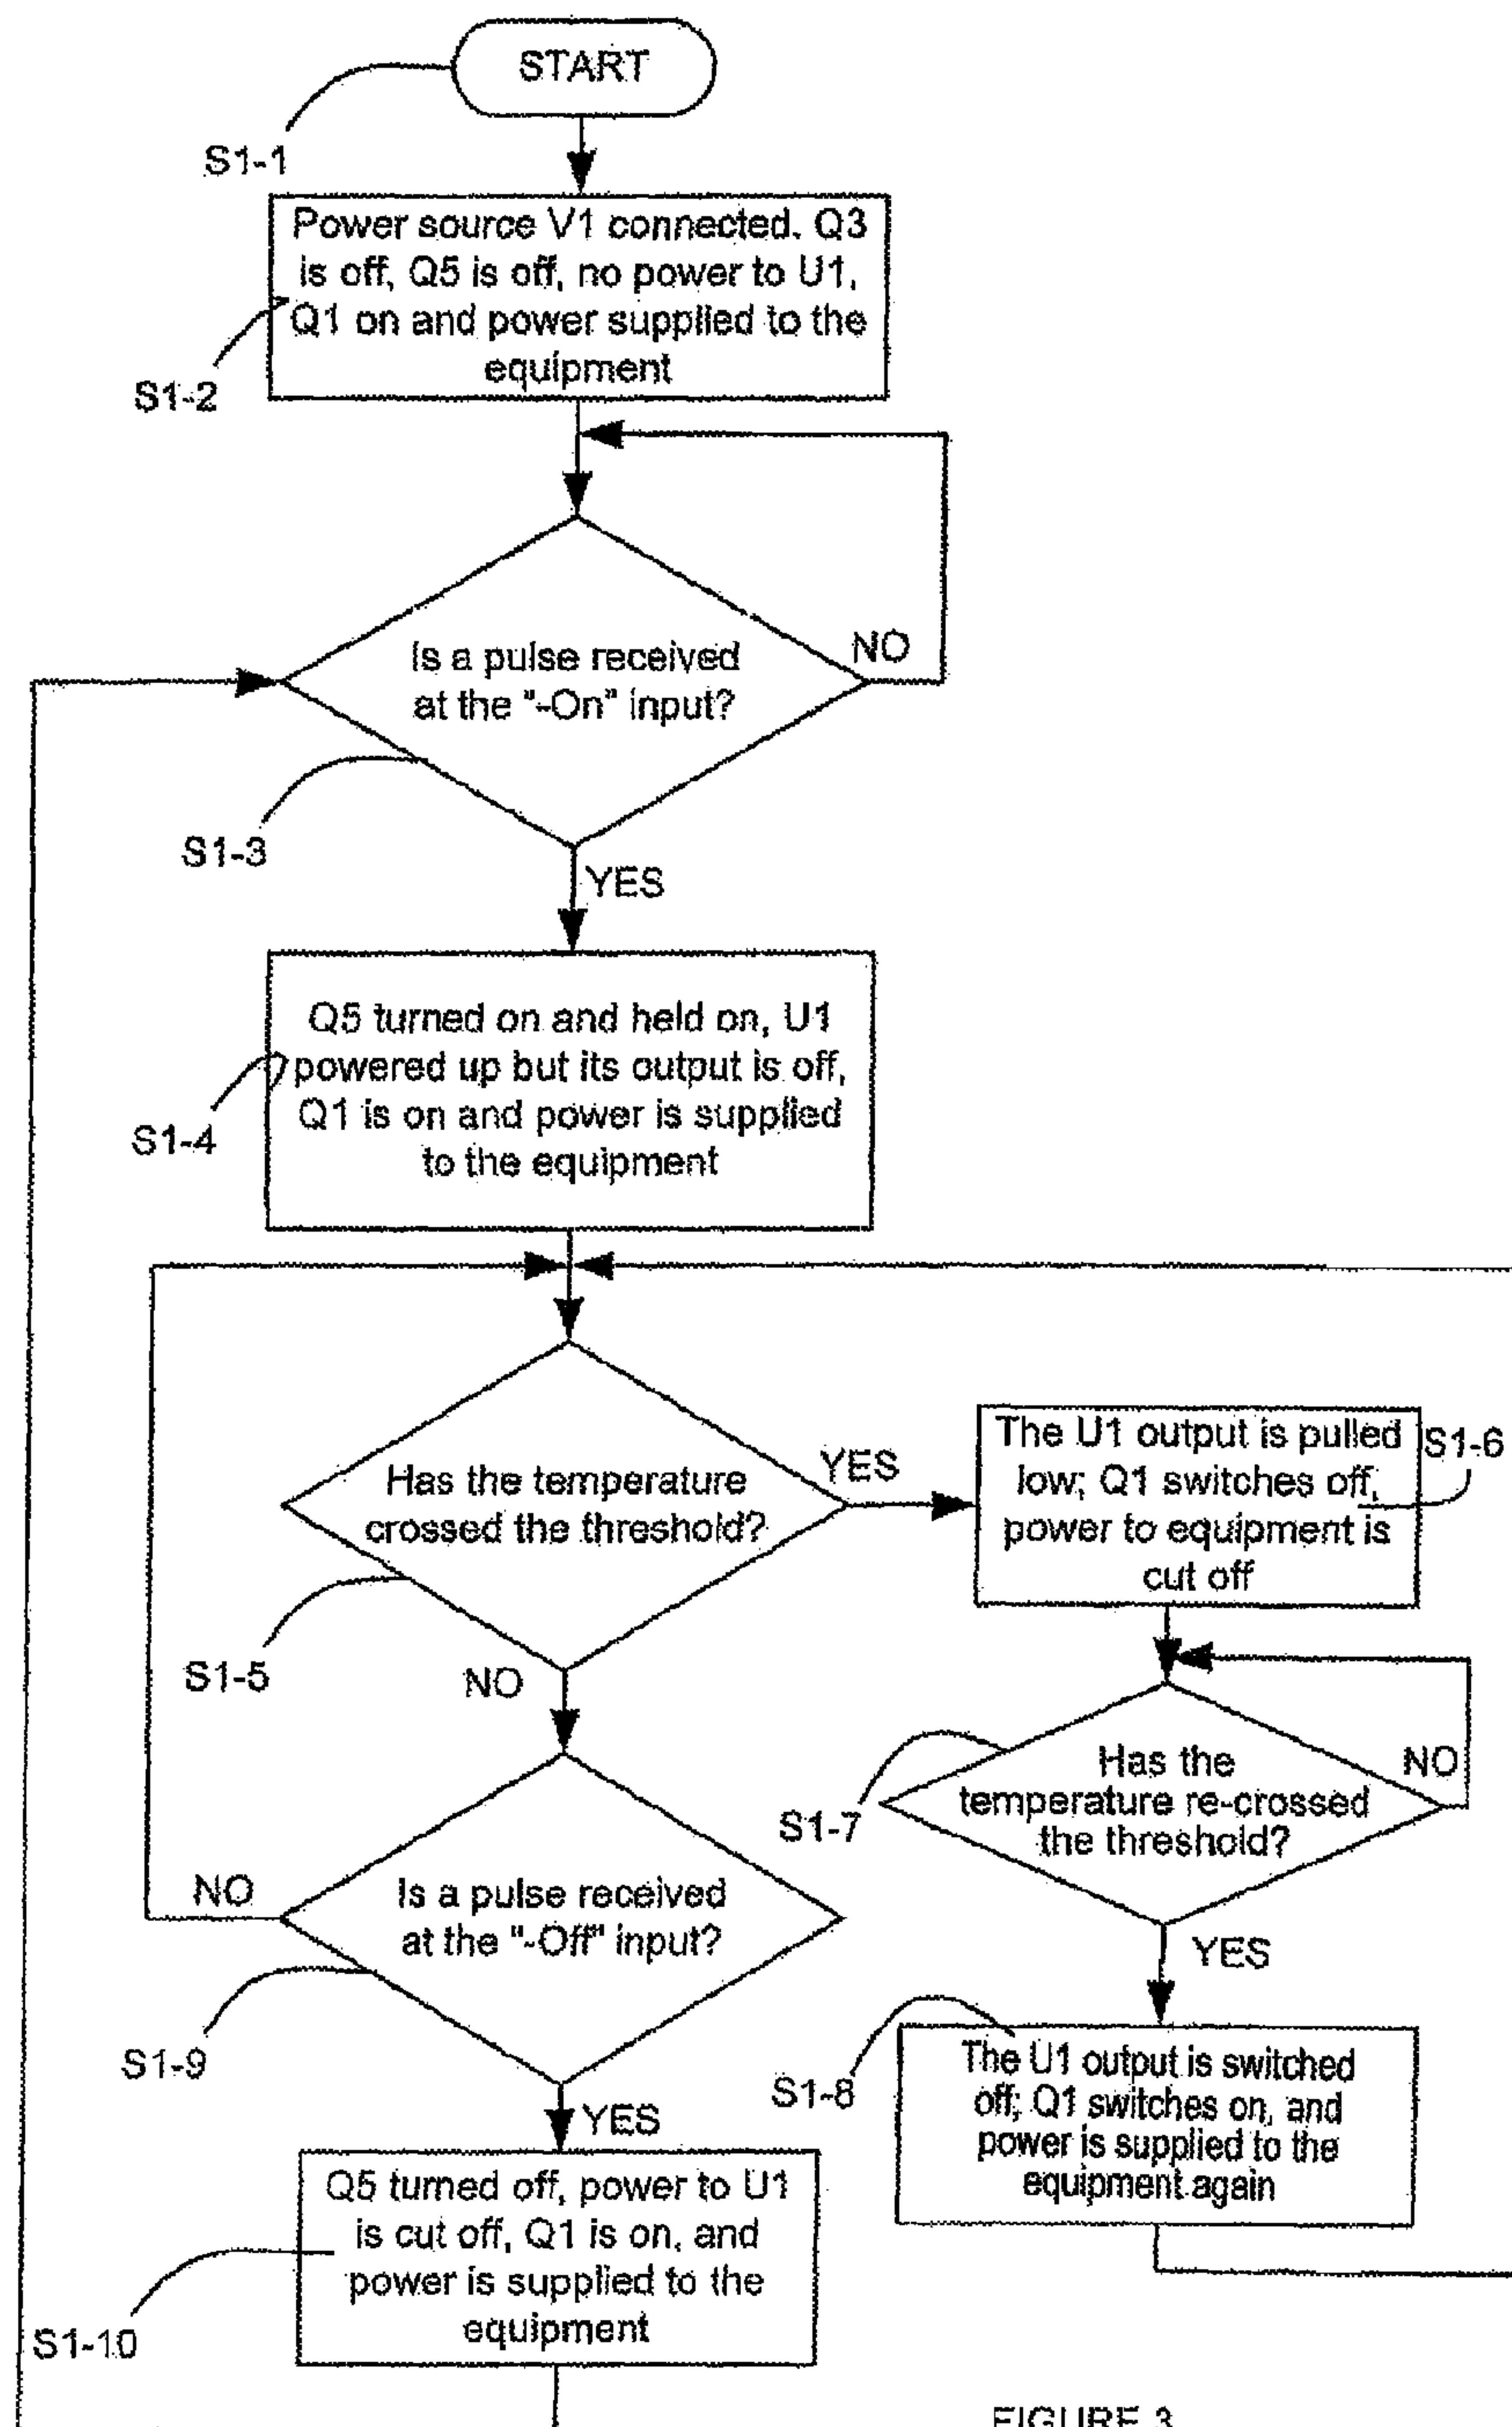 START
S1-1
Power source V1 connected. Q3
is off, Q5 is off, no power to U1,
Q1 on and power supplied to the
equipment
S1-2
Is a pulse received
at the "-On" input?
NO
S1-3
YES
Q5 turned on and held on, U1
powered up but its output is off,
Q1 is on and power is supplied
to the equipment
S1-4
Has the temperature
crossed the threshold?
YES
S1-5
NO
The U1 output is pulled
low; Q1 switches off,
power to equipment is
cut off
S1-6
Has the
temperature re-crossed
the threshold?
NO
S1-7
YES
Is a pulse received
at the "-Off" input?
NO
S1-9
YES
The U1 output is switched
off; Q1 switches on, and
power is supplied to the
equipment again
S1-8
Q5 turned off, power to U1
is cut off, Q1 is on, and
power is supplied to the
equipment
S1-10
FIGURE 3